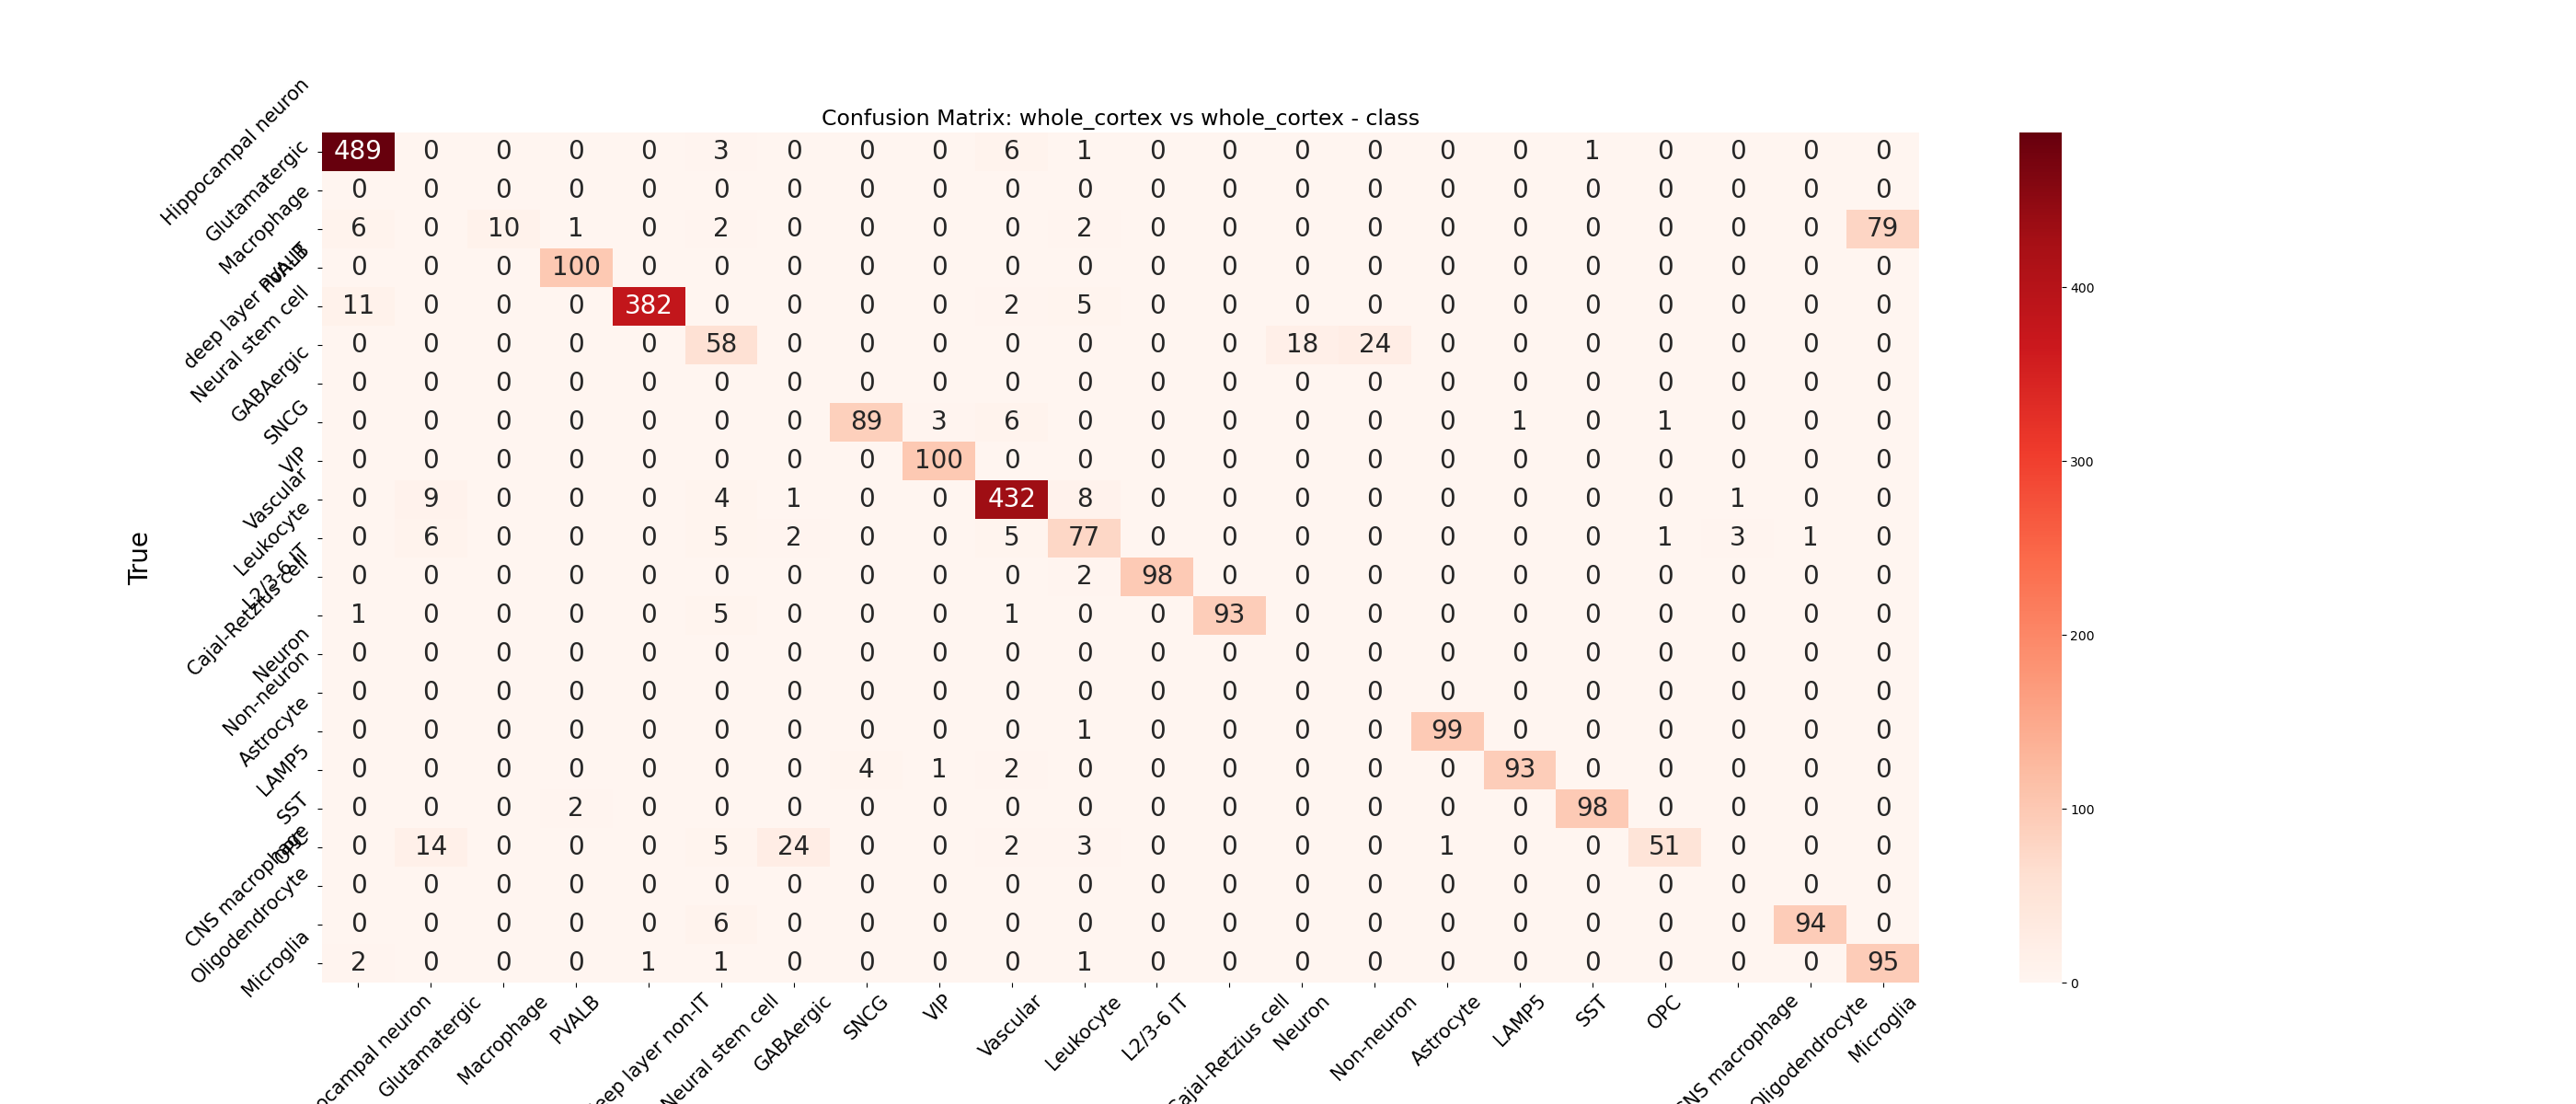 Confusion Matrix: whole_cortex vs whole_cortex - class
True
Hippocampal neuron 489 0 0 0 0 3 0 0 0 6 1 0 0 0 0 0 0 1 0 0 0 0
Glutamatergic 0 0 0 0 0 0 0 0 0 0 0 0 0 0 0 0 0 0 0 0 0 0
Macrophage 6 0 10 1 0 2 0 0 0 0 2 0 0 0 0 0 0 0 0 0 0 79
PVALB 0 0 0 100 0 0 0 0 0 0 0 0 0 0 0 0 0 0 0 0 0 0
deep layer non-IT 11 0 0 0 382 0 0 0 0 2 5 0 0 0 0 0 0 0 0 0 0 0
Neural stem cell 0 0 0 0 0 58 0 0 0 0 0 0 0 18 24 0 0 0 0 0 0 0
GABAergic 0 0 0 0 0 0 0 0 0 0 0 0 0 0 0 0 0 0 0 0 0 0
SNCG 0 0 0 0 0 0 0 89 3 6 0 0 0 0 0 0 1 0 1 0 0 0
VIP 0 0 0 0 0 0 0 0 100 0 0 0 0 0 0 0 0 0 0 0 0 0
Vascular 0 9 0 0 0 4 1 0 0 432 8 0 0 0 0 0 0 0 0 1 0 0
Leukocyte 0 6 0 0 0 5 2 0 0 5 77 0 0 0 0 0 0 0 1 3 1 0
L2/3-6 IT 0 0 0 0 0 0 0 0 0 0 2 98 0 0 0 0 0 0 0 0 0 0
Cajal-Retzius cell 1 0 0 0 0 5 0 0 0 1 0 0 93 0 0 0 0 0 0 0 0 0
Neuron 0 0 0 0 0 0 0 0 0 0 0 0 0 0 0 0 0 0 0 0 0 0
Non-neuron 0 0 0 0 0 0 0 0 0 0 0 0 0 0 0 0 0 0 0 0 0 0
Astrocyte 0 0 0 0 0 0 0 0 0 0 1 0 0 0 0 99 0 0 0 0 0 0
LAMP5 0 0 0 0 0 0 0 4 1 2 0 0 0 0 0 0 93 0 0 0 0 0
SST 0 0 0 2 0 0 0 0 0 0 0 0 0 0 0 0 0 98 0 0 0 0
OPC 0 14 0 0 0 5 24 0 0 2 3 0 0 0 0 1 0 0 51 0 0 0
CNS macrophage 0 0 0 0 0 0 0 0 0 0 0 0 0 0 0 0 0 0 0 0 0 0
Oligodendrocyte 0 0 0 0 0 6 0 0 0 0 0 0 0 0 0 0 0 0 0 0 94 0
Microglia 2 0 0 0 1 1 0 0 0 0 1 0 0 0 0 0 0 0 0 0 0 95
ocampal neuron
Glutamatergic
Macrophage
PVALB
eep layer non-IT
Neural stem cell
GABAergic
SNCG
VIP
Vascular
Leukocyte
L2/3-6 IT
ajal-Retzius cell
Neuron
Non-neuron
Astrocyte
LAMP5
SST
OPC
NS macrophage
Oligodendrocyte
Microglia
400
300
200
100
0